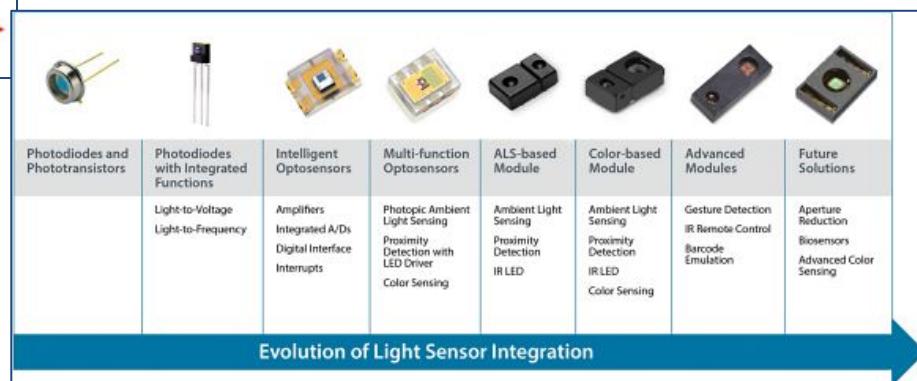 Photodiodes and
Phototransistors
Photodiodes
with Integrated
Functions
Light-to-Voltage
Light-to-Frequency
Intelligent
Optosensors
Amplifiers
Integrated A/Ds
Digital Interface
Interrupts
Multi-function
Optosensors
Photopic Ambient
Light Sensing
Proximity
Detection with
LED Driver
Color Sensing
ALS-based
Module
Ambient Light
Sensing
Proximity
Detection
IR LED
Color-based
Module
Ambient Light
Sensing
Proximity
Detection
IR LED
Color Sensing
Advanced
Modules
Gesture Detection
IR Remote Control
Barcode
Emulation
Future
Solutions
Aperture
Reduction
Biosensors
Advanced Color
Sensing
Evolution of Light Sensor Integration